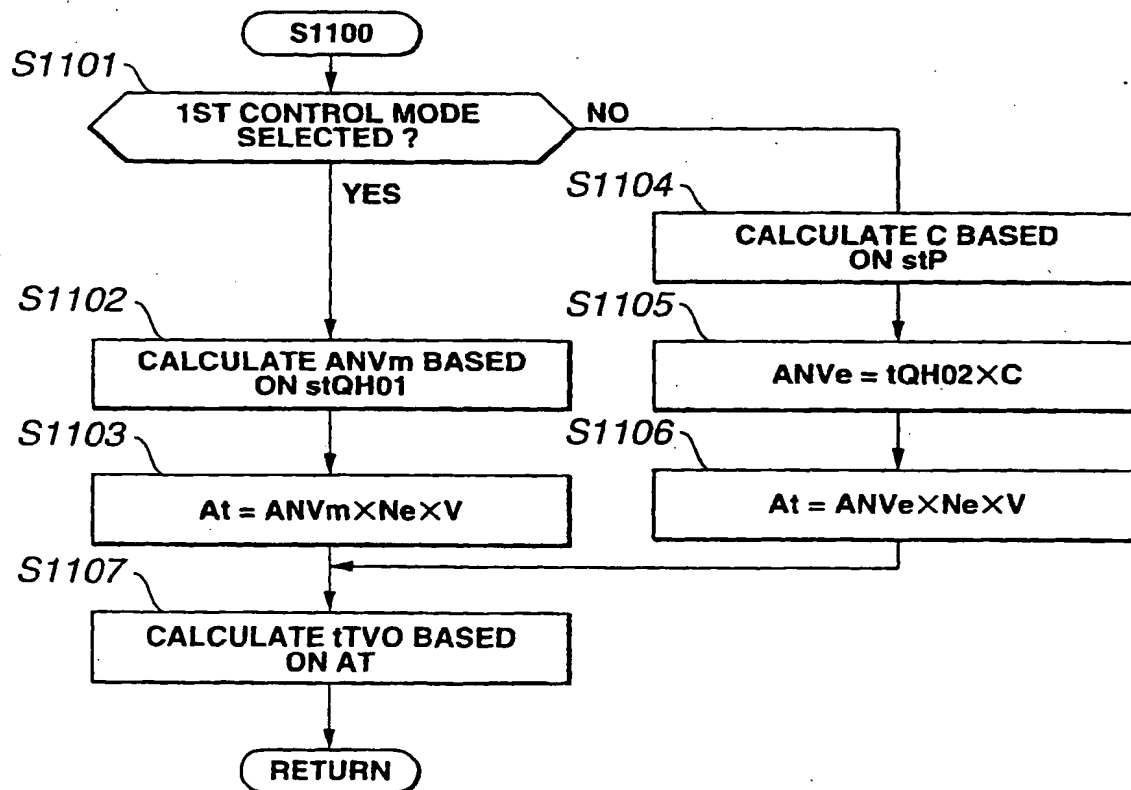 S1100
S1101
1ST CONTROL MODE
SELECTED ?
NO
YES
S1104
CALCULATE C BASED
ON stP
S1102
CALCULATE ANVm BASED
ON stQH01
S1105
ANVe = tQH02×C
S1103
At = ANVm×Ne×V
S1106
At = ANVe×Ne×V
S1107
CALCULATE tTVO BASED
ON AT
RETURN